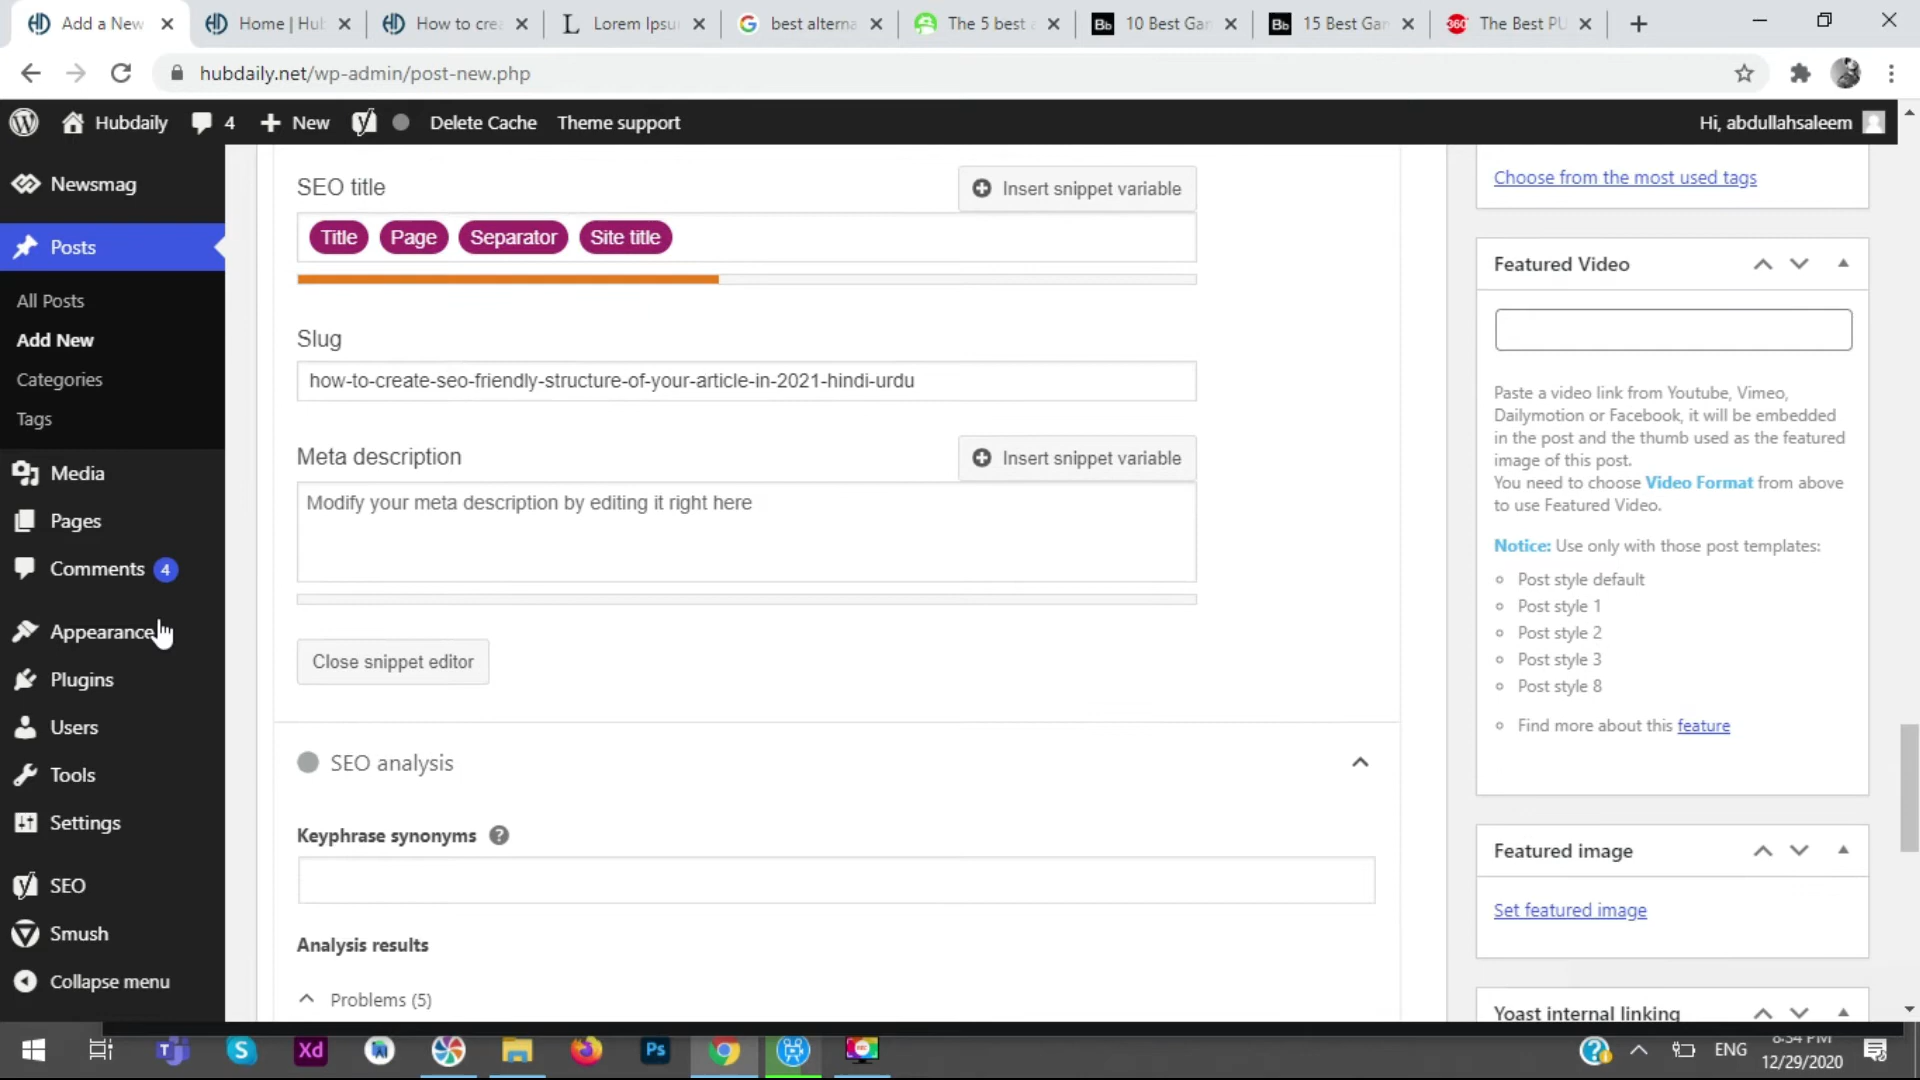 Add a New
Home | Hub
How to crea
Lorem Ipsu
best alterna
The 5 best a
10 Best Gan
15 Best Gan
The Best PU
hubdaily.net/wp-admin/post-new.php
Hubdaily
4
New
Delete Cache
Theme support
Hi, abdullahsaleem
Newsmag
Posts
All Posts
Add New
Categories
Tags
Media
Pages
Comments 4
Appearance
Plugins
Users
Tools
Settings
SEO
Smush
Collapse menu
SEO title
Insert snippet variable
Title Page Separator Site title
Slug
how-to-create-seo-friendly-structure-of-your-article-in-2021-hindi-urdu
Meta description
Insert snippet variable
Modify your meta description by editing it right here
Close snippet editor
SEO analysis
Keyphrase synonyms
Analysis results
Problems (5)
Choose from the most used tags
Featured Video
Paste a video link from Youtube, Vimeo,
Dailymotion or Facebook, it will be embedded
in the post and the thumb used as the featured
image of this post.
You need to choose Video Format from above
to use Featured Video.
Notice: Use only with those post templates:
Post style default
Post style 1
Post style 2
Post style 3
Post style 8
Find more about this feature
Featured image
Set featured image
Yoast internal linking
ENG
8:34 PM
12/29/2020